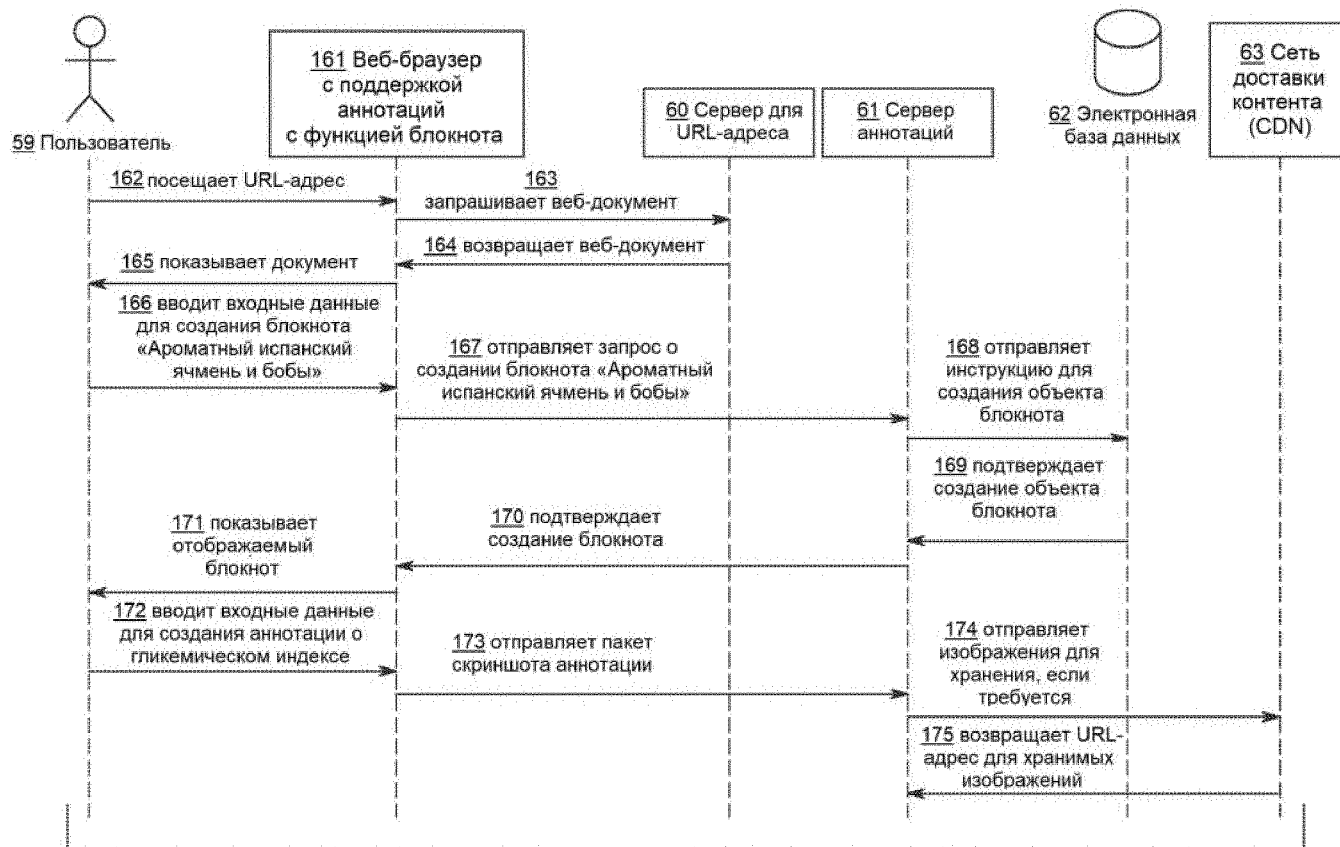 59 Пользователь
161 Веб-браузер
с поддержкой
аннотаций
с функцией блокнота
60 Сервер для
URL-адреса
61 Сервер
аннотаций
62 Электронная
база данных
63 Сеть
доставки
контента
(CDN)
162 посещает URL-адрес
163
запрашивает веб-документ
164 возвращает веб-документ
165 показывает документ
166 вводит входные данные
для создания блокнота
«Ароматный испанский
ячмень и бобы»
167 отправляет запрос о
создании блокнота «Ароматный
испанский ячмень и бобы»
168 отправляет
инструкцию для
создания объекта
блокнота
169 подтверждает
создание объекта
блокнота
170 подтверждает
создание блокнота
171 показывает
отображаемый
блокнот
172 вводит входные данные
для создания аннотации о
гликемическом индексе
173 отправляет пакет
скриншота аннотации
174 отправляет
изображения для
хранения, если
требуется
175 возвращает URL-
адрес для хранимых
изображений